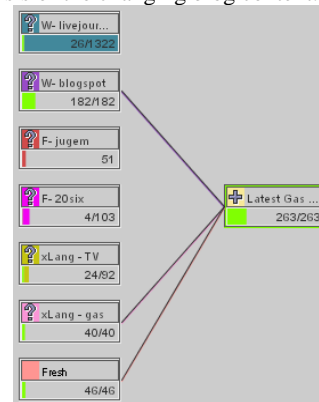 W- livejour...
26/1322
W- blogspot
182/182
F- jugem
51
F- 20six
4/103
Latest Gas ...
263/263
xLang - TV
24/92
xLang - gas
40/40
Fresh
46/46